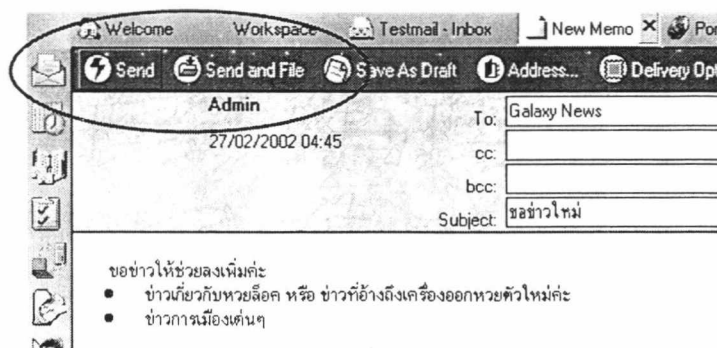 Welcome Workspace Testmail - Inbox New Memo
Send Send and File Save As Draft Address... Delivery Opt
Admin
27/02/2002 04:45
To: Galaxy News
cc:
bcc:
Subject: ขอข่าวใหม่
ขอข่าวให้ช่วยลงเพิ่มค่ะ
• ข่าวเกี่ยวกับหวยล็อค หรือ ข่าวที่อ้างถึงเครื่องออกหวยตัวใหม่ค่ะ
• ข่าวการเมืองเด่นๆ